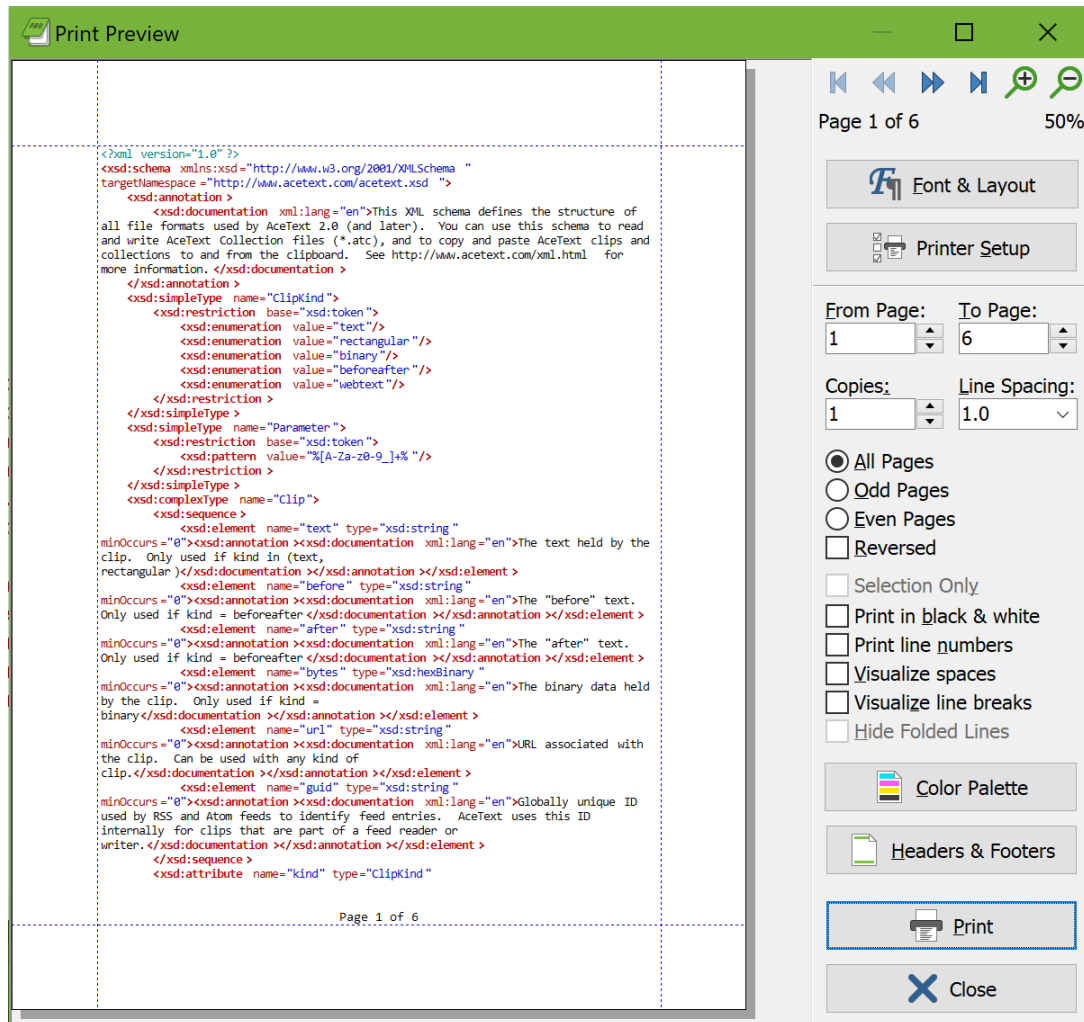 Print Preview
<?xml version="1.0" ?>
<xsd:schema xmlns:xsd="http://www.w3.org/2001/XMLSchema"
targetNamespace="http://www.acetext.com/acetext.xsd">
<xsd:annotation>
<xsd:documentation xml:lang="en">This XML schema defines the structure of
all file formats used by AceText 2.0 (and later). You can use this schema to read
and write AceText Collection files (*.atc), and to copy and paste AceText clips and
collections to and from the clipboard. See http://www.acetext.com/xml.html for
more information.</xsd:documentation>
</xsd:annotation>
<xsd:simpleType name="ClipKind">
<xsd:restriction base="xsd:token">
<xsd:enumeration value="text"/>
<xsd:enumeration value="rectangular"/>
<xsd:enumeration value="binary"/>
<xsd:enumeration value="beforeafter"/>
<xsd:enumeration value="webtext"/>
</xsd:restriction>
</xsd:simpleType>
<xsd:simpleType name="Parameter">
<xsd:restriction base="xsd:token">
<xsd:pattern value="%[A-Za-z0-9_]+%"/>
</xsd:restriction>
</xsd:simpleType>
<xsd:complexType name="Clip">
<xsd:sequence>
<xsd:element name="text" type="xsd:string"
minOccurs="0"><xsd:annotation><xsd:documentation xml:lang="en">The text held by the
clip. Only used if kind in (text,
rectangular)</xsd:documentation></xsd:annotation></xsd:element>
<xsd:element name="before" type="xsd:string"
minOccurs="0"><xsd:annotation><xsd:documentation xml:lang="en">The "before" text.
Only used if kind = beforeafter</xsd:documentation></xsd:annotation></xsd:element>
<xsd:element name="after" type="xsd:string"
minOccurs="0"><xsd:annotation><xsd:documentation xml:lang="en">The "after" text.
Only used if kind = beforeafter</xsd:documentation></xsd:annotation></xsd:element>
<xsd:element name="bytes" type="xsd:hexBinary"
minOccurs="0"><xsd:annotation><xsd:documentation xml:lang="en">The binary data held
by the clip. Only used if kind =
binary</xsd:documentation></xsd:annotation></xsd:element>
<xsd:element name="url" type="xsd:string"
minOccurs="0"><xsd:annotation><xsd:documentation xml:lang="en">URL associated with
the clip. Can be used with any kind of
clip.</xsd:documentation></xsd:annotation></xsd:element>
<xsd:element name="guid" type="xsd:string"
minOccurs="0"><xsd:annotation><xsd:documentation xml:lang="en">Globally unique ID
used by RSS and Atom feeds to identify feed entries. AceText uses this ID
internally for clips that are part of a feed reader or
writer.</xsd:documentation></xsd:annotation></xsd:element>
</xsd:sequence>
<xsd:attribute name="kind" type="ClipKind"
Page 1 of 6
Page 1 of 6 50%
Font & Layout
Printer Setup
From Page: To Page:
1 6
Copies: Line Spacing:
1 1.0
All Pages
Odd Pages
Even Pages
Reversed
Selection Only
Print in black & white
Print line numbers
Visualize spaces
Visualize line breaks
Hide Folded Lines
Color Palette
Headers & Footers
Print
Close